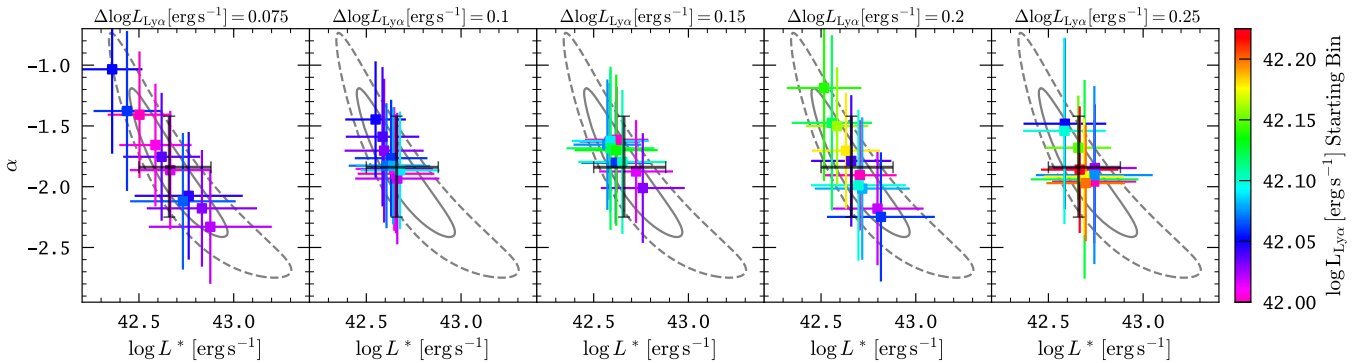 ΔlogL_Lyα[erg s⁻¹] = 0.075
ΔlogL_Lyα[erg s⁻¹] = 0.1
ΔlogL_Lyα[erg s⁻¹] = 0.15
ΔlogL_Lyα[erg s⁻¹] = 0.2
ΔlogL_Lyα[erg s⁻¹] = 0.25
α
−1.0
−1.5
−2.0
−2.5
42.5 43.0
42.5 43.0
42.5 43.0
42.5 43.0
42.5 43.0
log L* [erg s⁻¹]
log L* [erg s⁻¹]
log L* [erg s⁻¹]
log L* [erg s⁻¹]
log L* [erg s⁻¹]
42.20
42.15
42.10
42.05
42.00
log L_Lyα [erg s⁻¹] Starting Bin